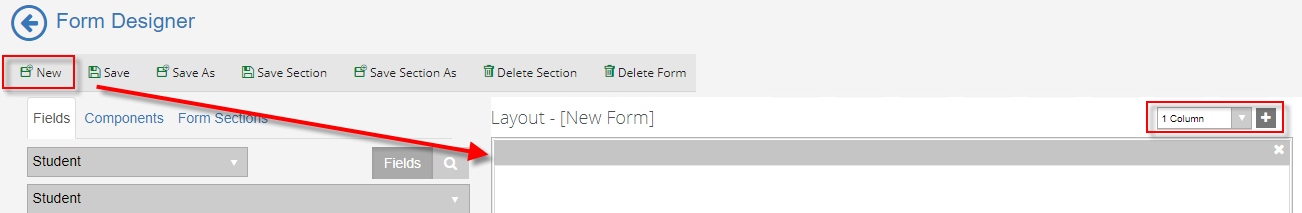 Form Designer
New Save Save As Save Section Save Section As Delete Section Delete Form
Fields Components Form Sections
Layout - [New Form]
1 Column
Student
Fields
Student